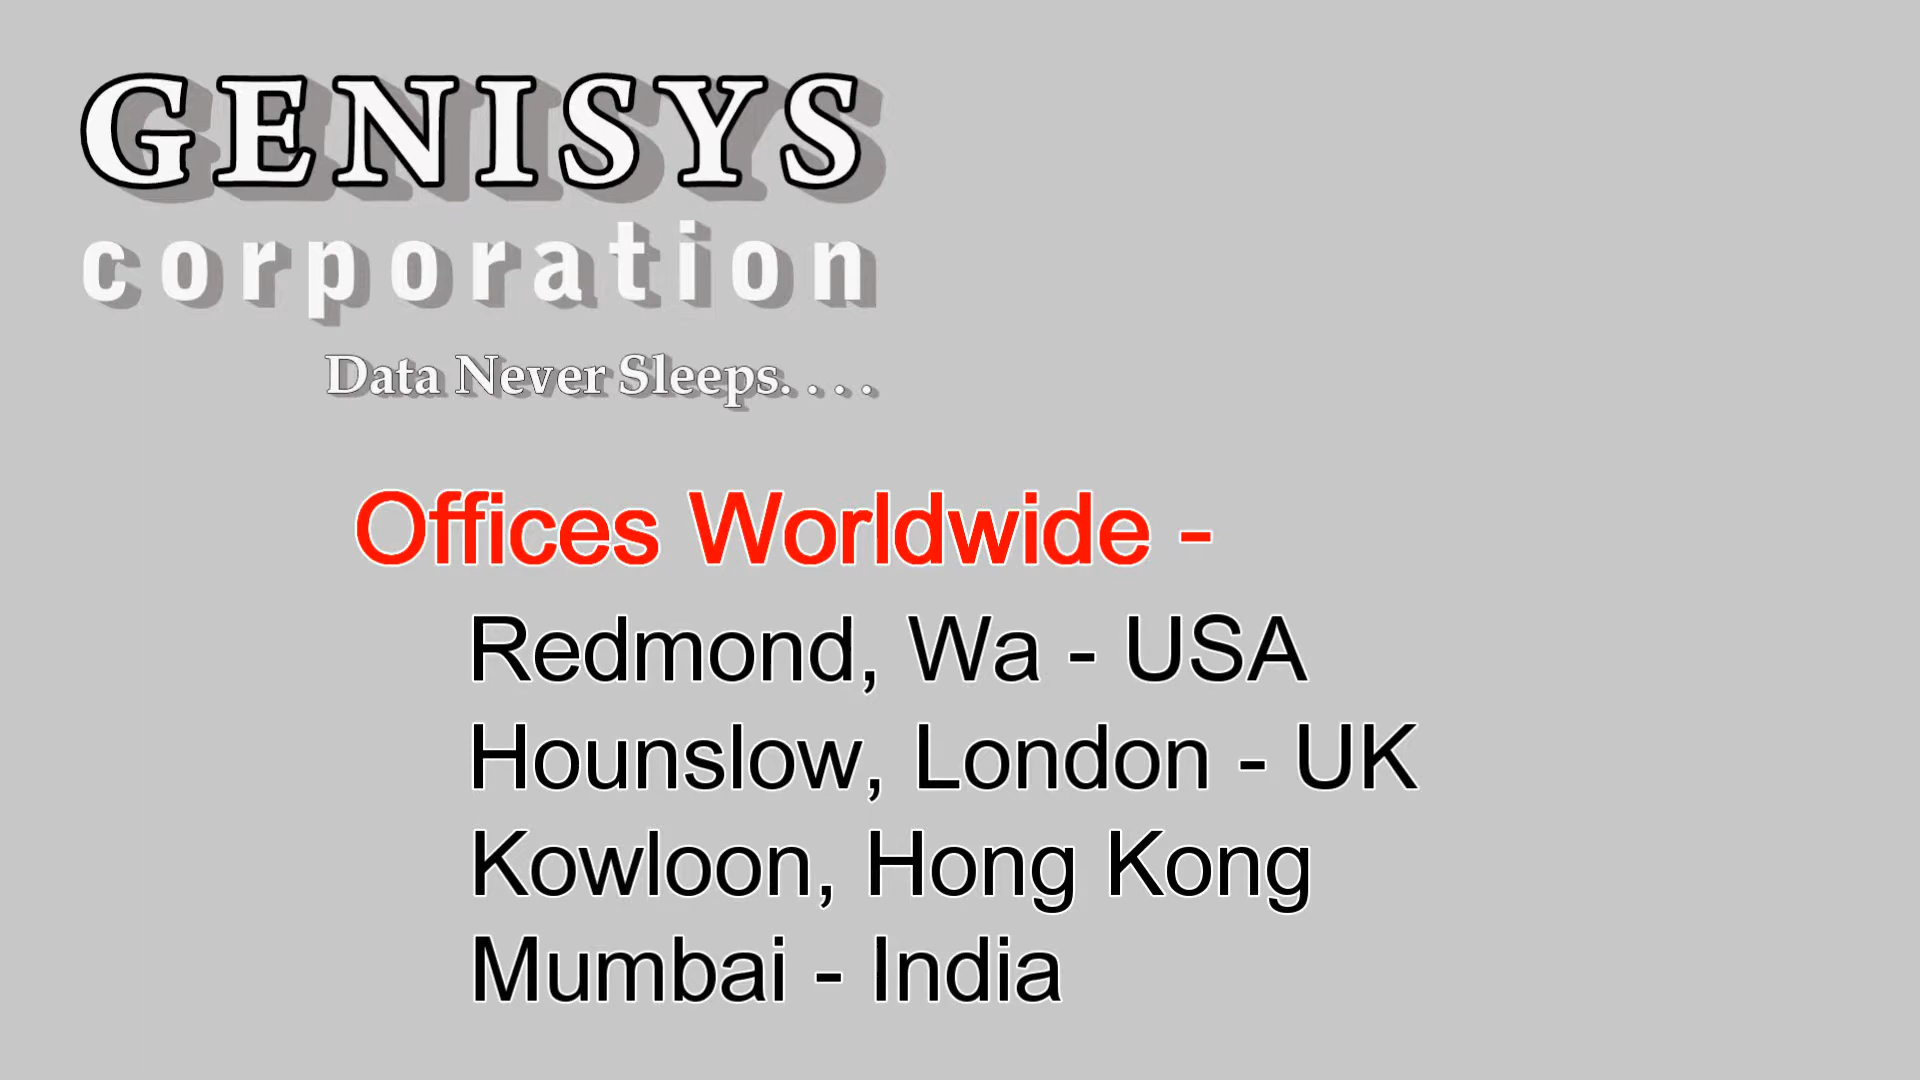 GENISYS
corporation
Data Never Sleeps. . . .
Offices Worldwide -
Redmond, Wa - USA
Hounslow, London - UK
Kowloon, Hong Kong
Mumbai - India